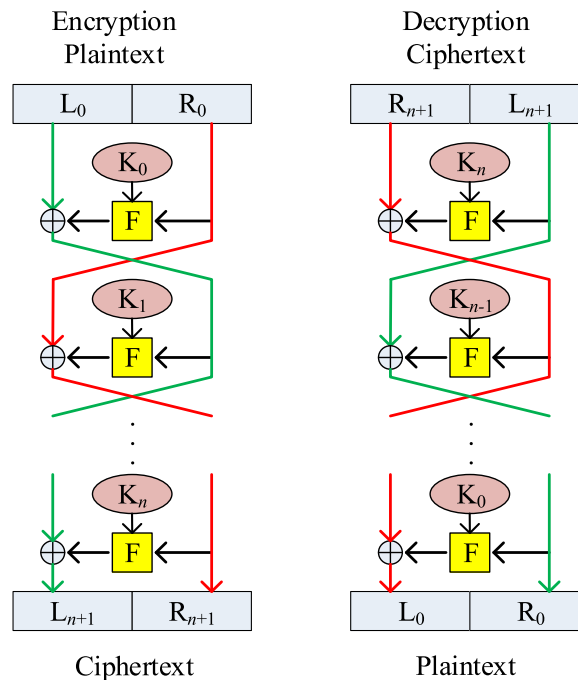 Encryption
Plaintext
L0 R0
K0
F
K1
F
.
.
.
Kn
F
Ln+1 Rn+1
Ciphertext
Decryption
Ciphertext
Rn+1 Ln+1
Kn
F
Kn-1
F
.
.
.
K0
F
L0 R0
Plaintext